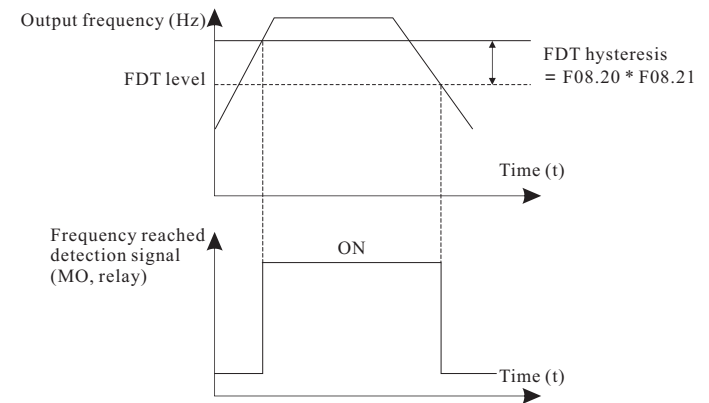 Output frequency (Hz)
FDT level
FDT hysteresis
= F08.20 * F08.21
Time (t)
Frequency reached
detection signal
(MO, relay)
ON
Time (t)